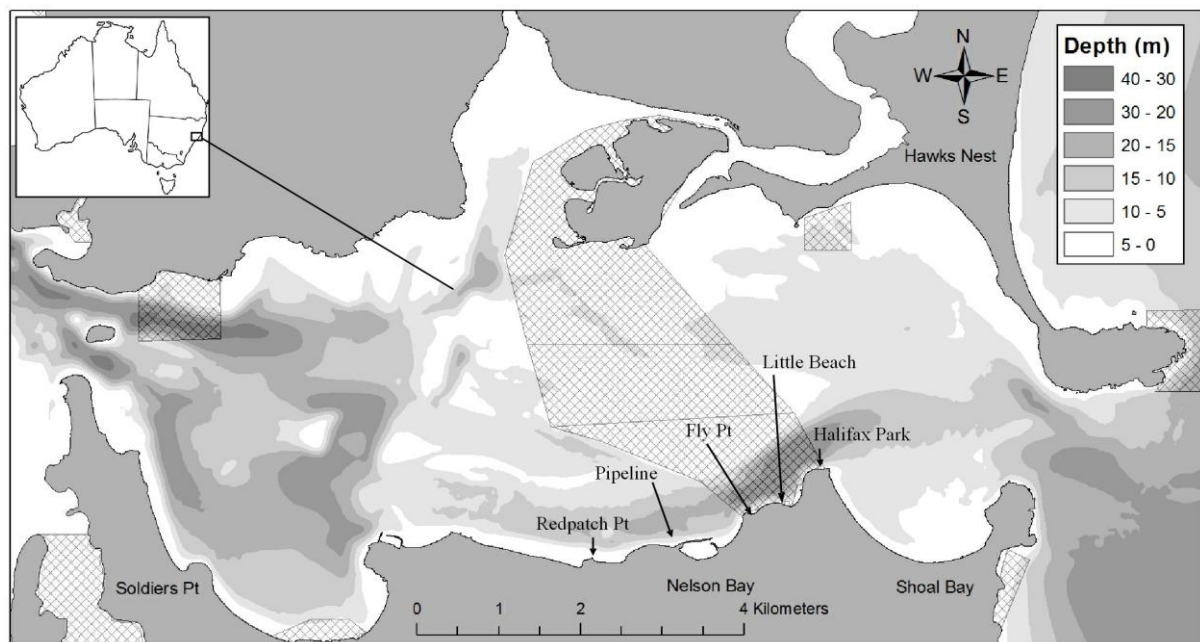 Depth (m)
40 - 30
30 - 20
20 - 15
15 - 10
10 - 5
5 - 0
N
W E
S
Hawks Nest
Little Beach
Fly Pt
Halifax Park
Pipeline
Redpatch Pt
Soldiers Pt
Nelson Bay
Shoal Bay
0 1 2 4 Kilometers